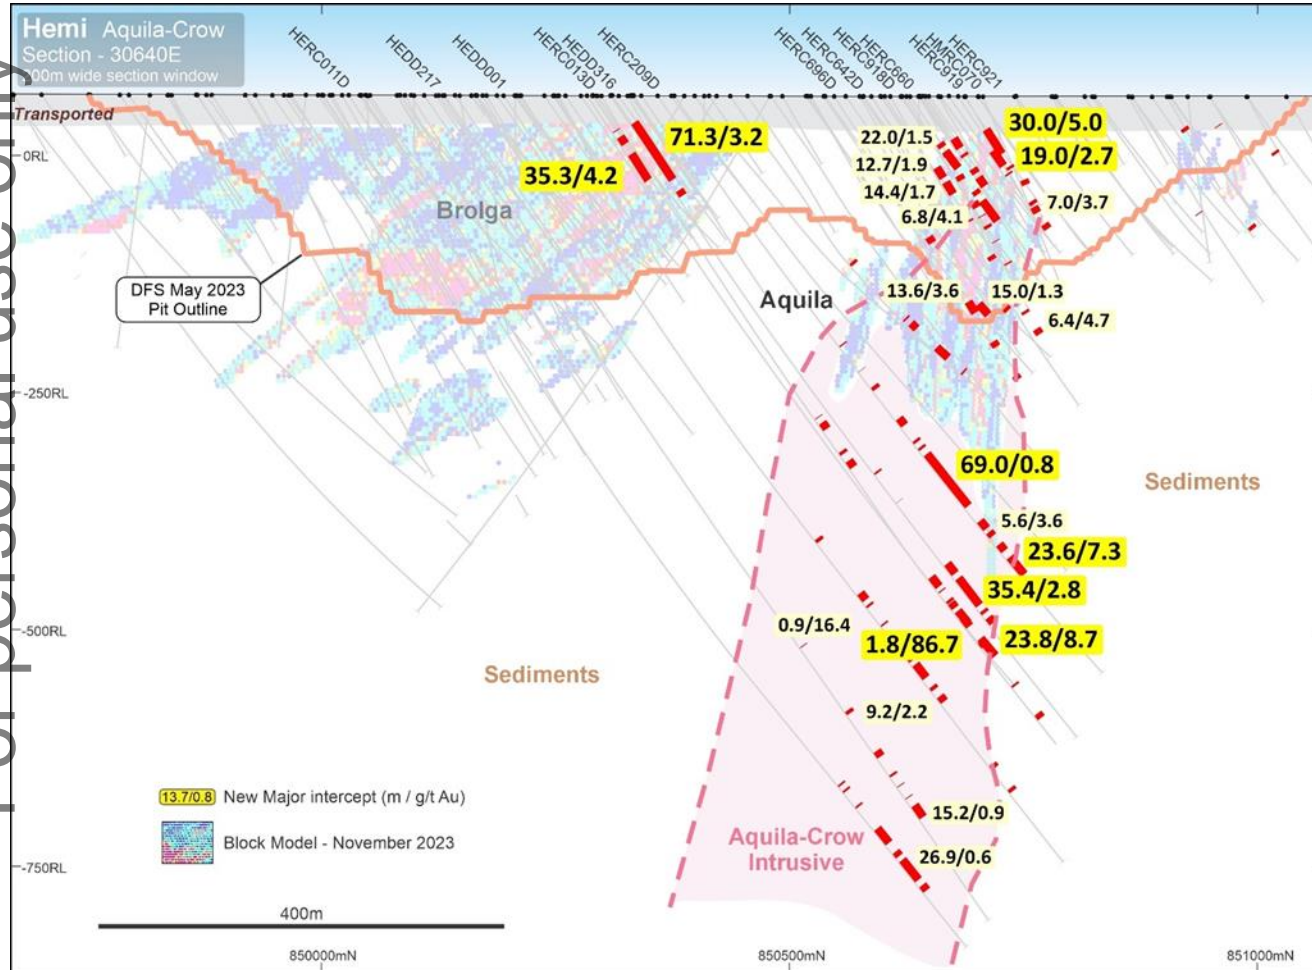 For personal use only
Hemi Aquila-Crow
Section - 30640E
200m wide section window
HERC011D
HEDD217
HEDD001
HERC013D
HEDD316
HERC209D
HERC696D
HERC642D
HERC918D
HERC660
HERC919
HMRC070
HERC921
Transported
0RL
-250RL
-500RL
-750RL
71.3/3.2
35.3/4.2
Brolga
DFS May 2023
Pit Outline
22.0/1.5
12.7/1.9
14.4/1.7
6.8/4.1
30.0/5.0
19.0/2.7
7.0/3.7
Aquila
13.6/3.6
15.0/1.3
6.4/4.7
69.0/0.8
Sediments
5.6/3.6
23.6/7.3
35.4/2.8
0.9/16.4
1.8/86.7
23.8/8.7
Sediments
9.2/2.2
15.2/0.9
Aquila-Crow
Intrusive
26.9/0.6
13.7/0.8 New Major intercept (m / g/t Au)
Block Model - November 2023
400m
850000mN
850500mN
851000mN